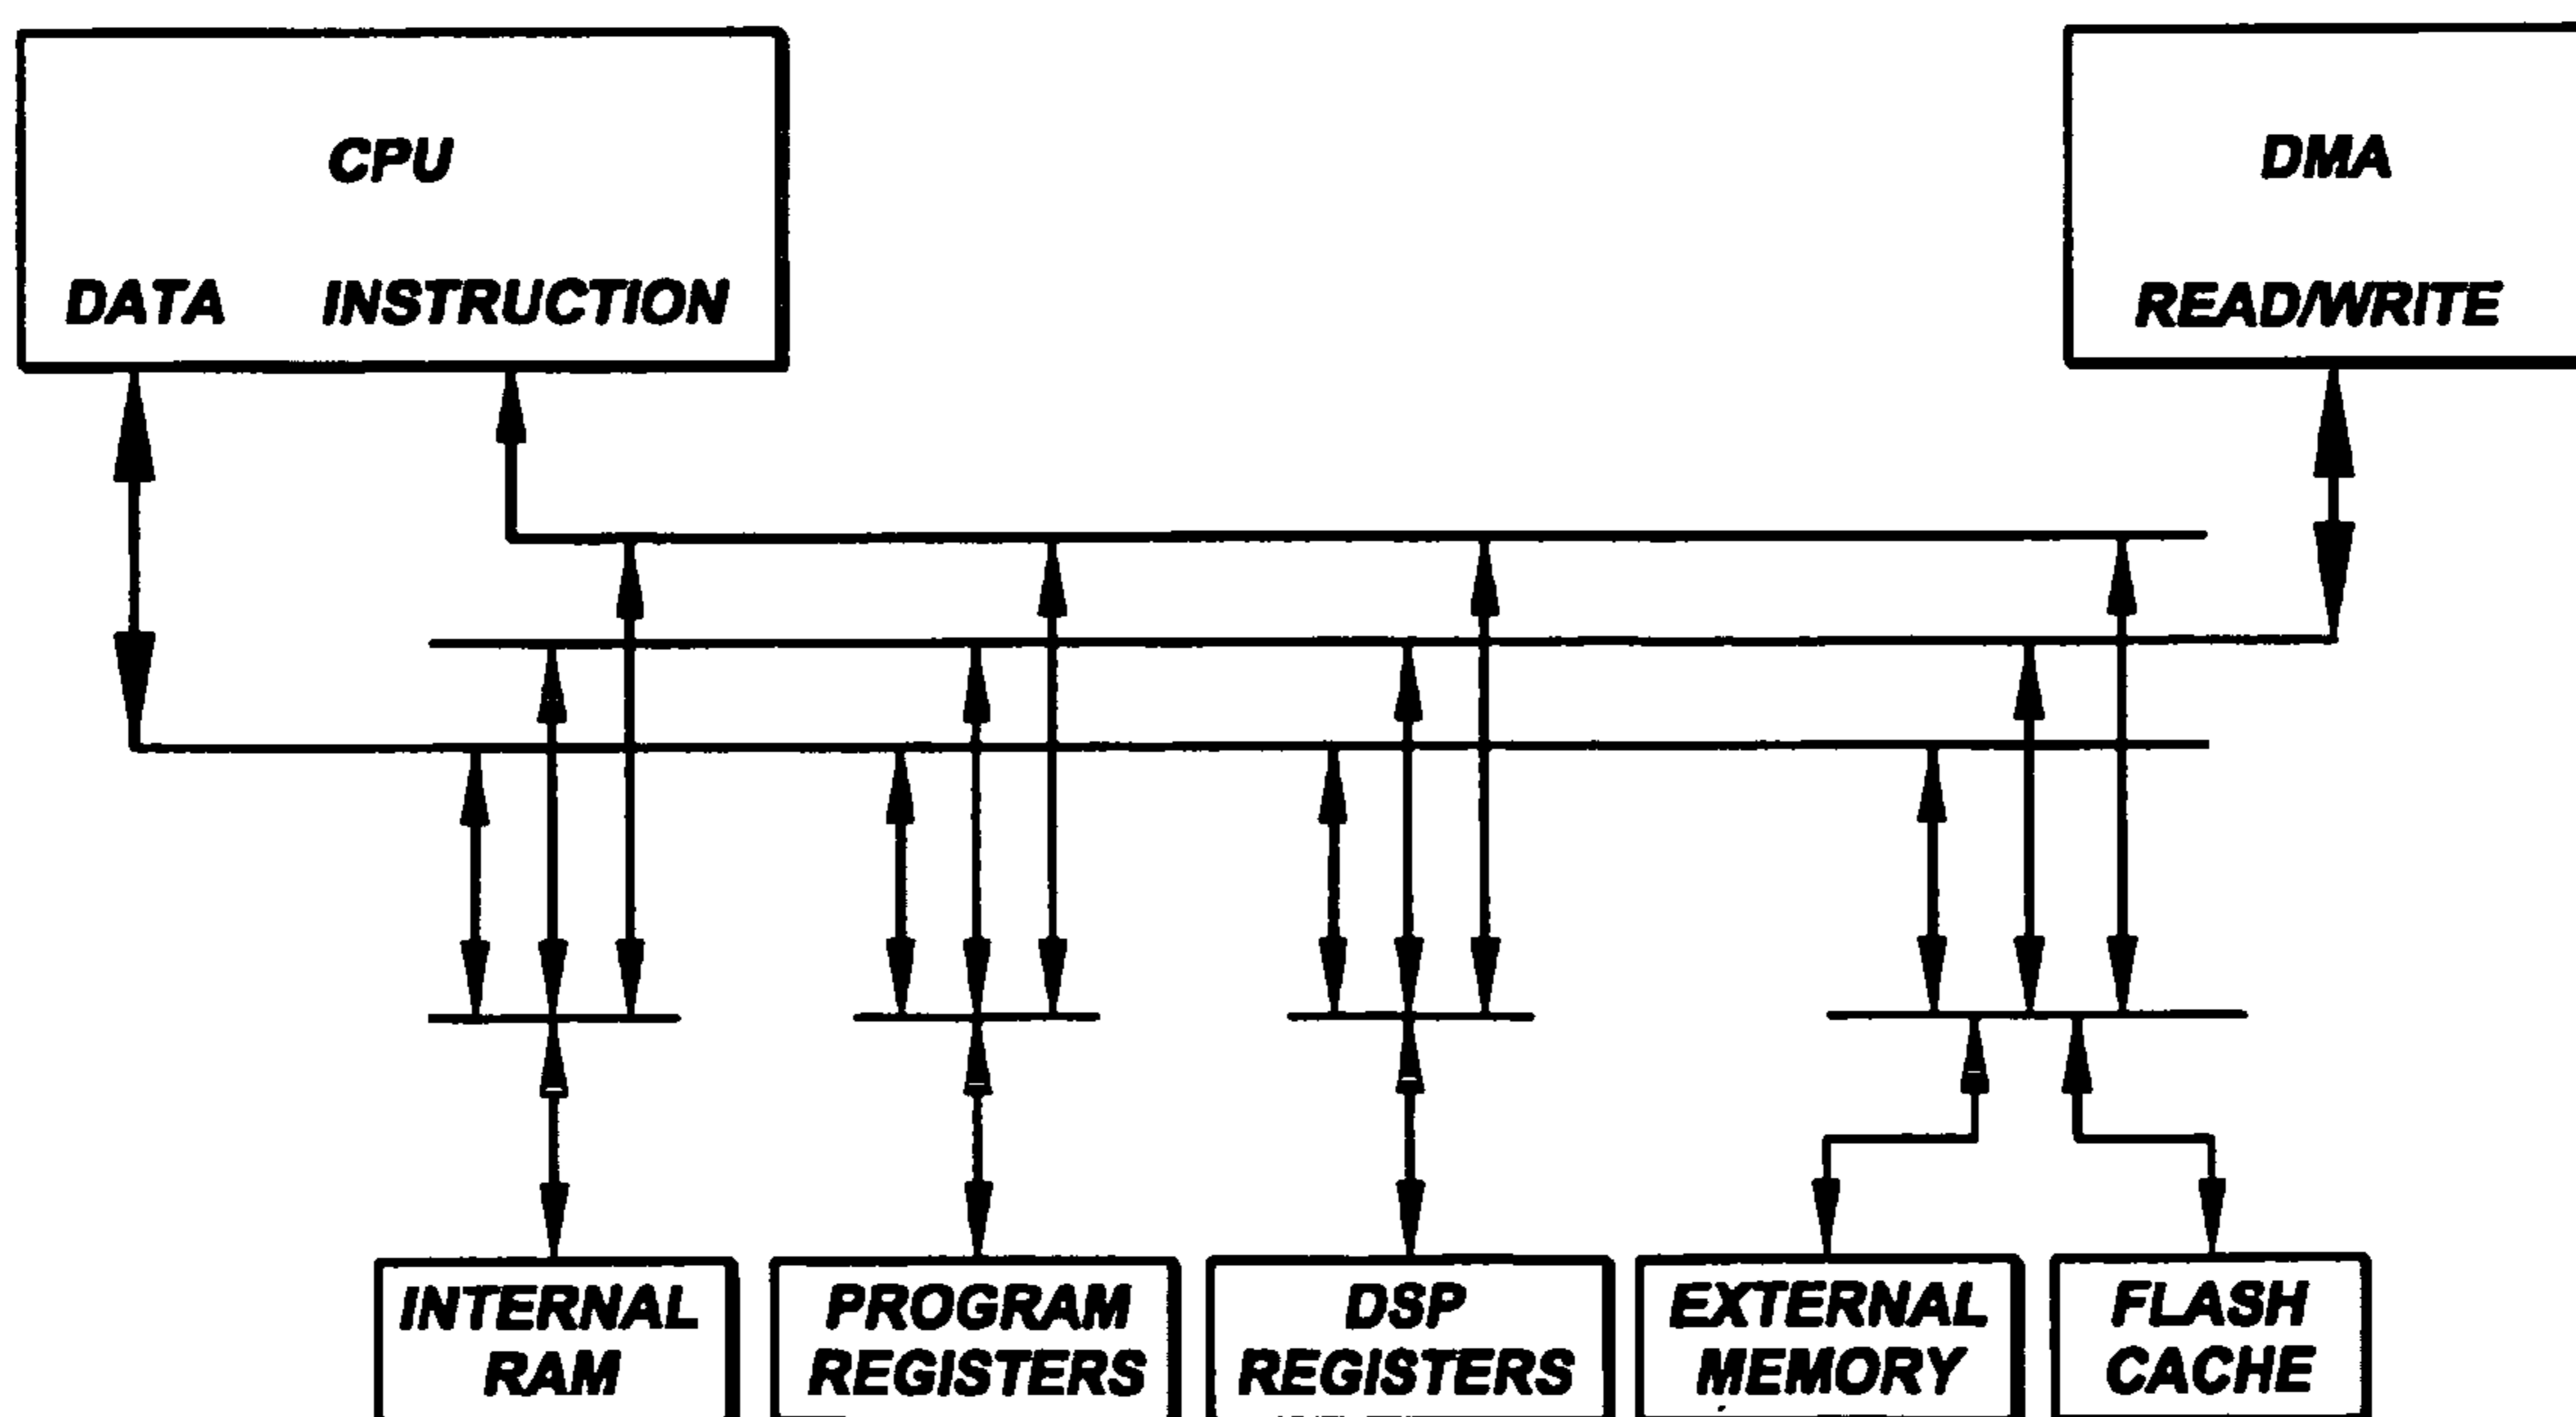 CPU
DATA INSTRUCTION
DMA
READ/WRITE
INTERNAL
RAM
PROGRAM
REGISTERS
DSP
REGISTERS
EXTERNAL
MEMORY
FLASH
CACHE